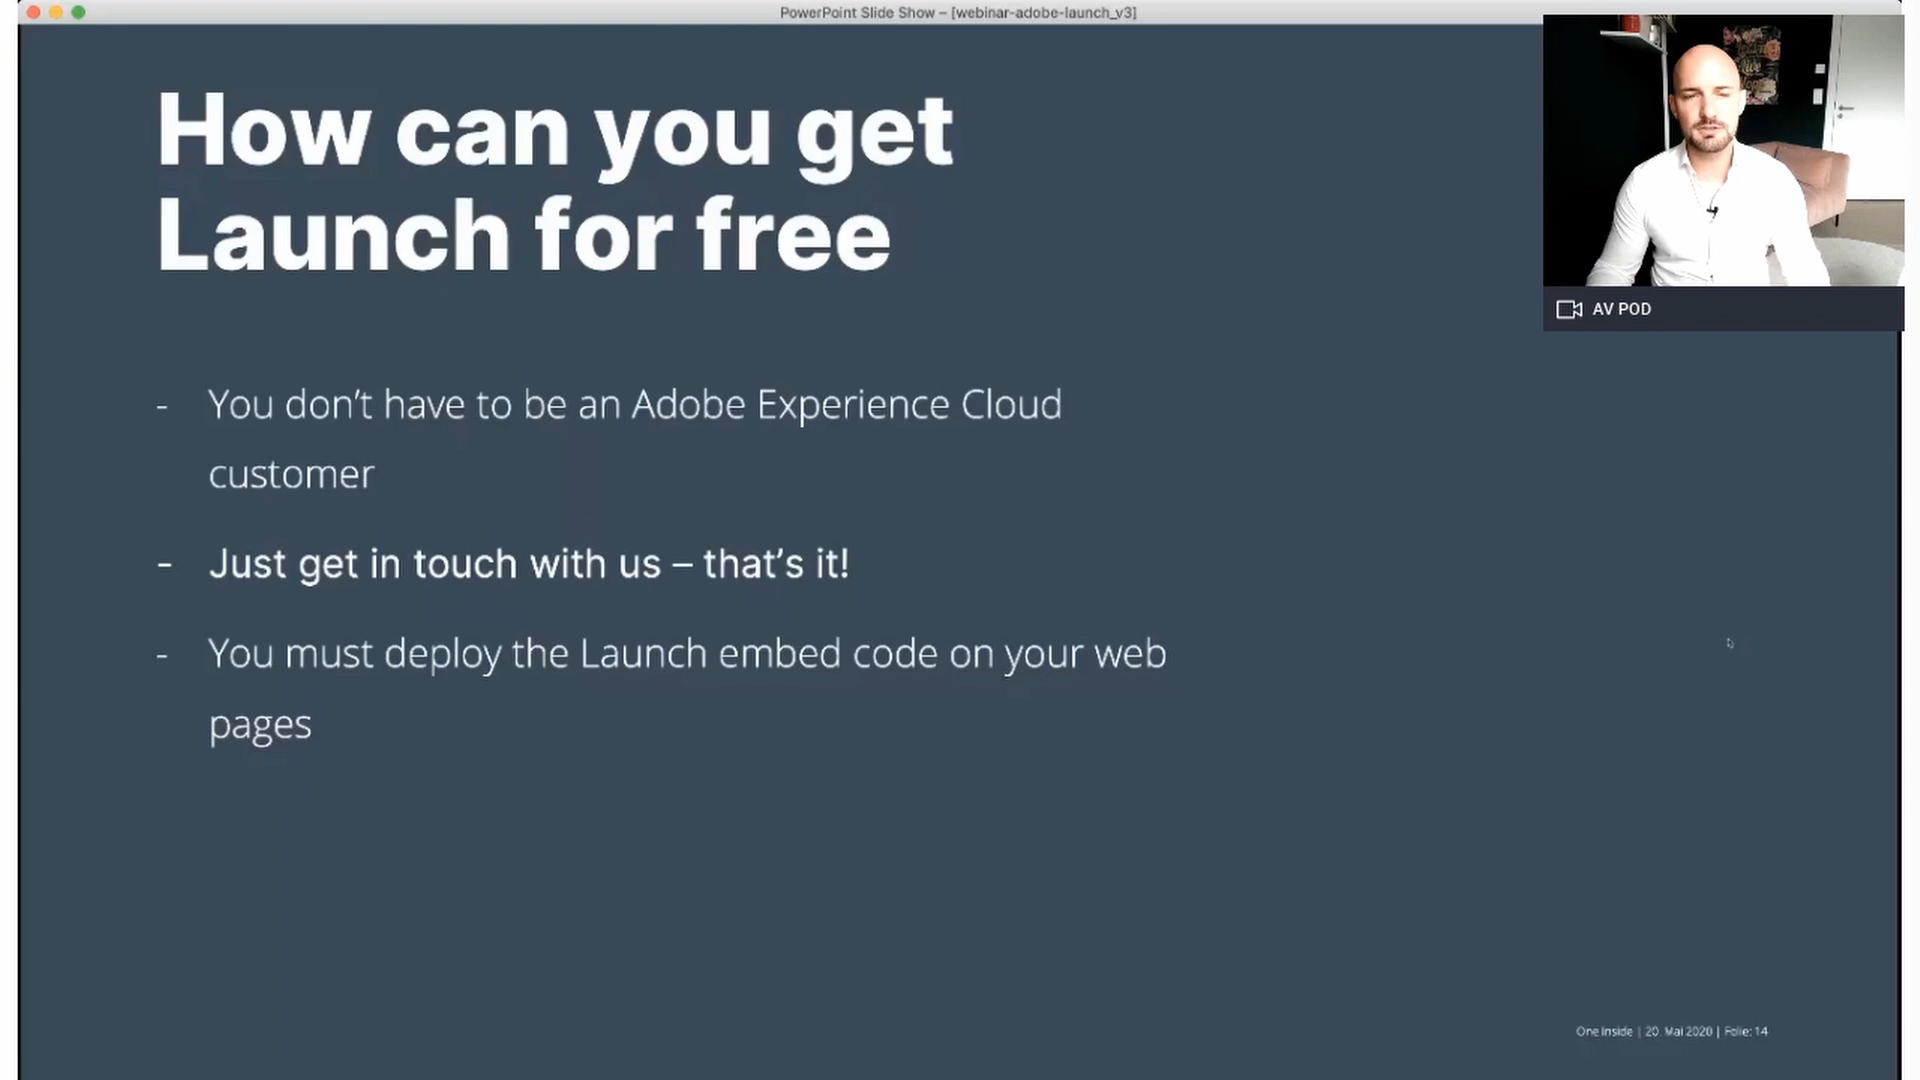 PowerPoint Slide Show – [webinar-adobe-launch_v3]
How can you get
Launch for free
- You don’t have to be an Adobe Experience Cloud
customer
- Just get in touch with us – that’s it!
- You must deploy the Launch embed code on your web
pages
AV POD
One Inside | 20. Mai 2020 | Folie: 14